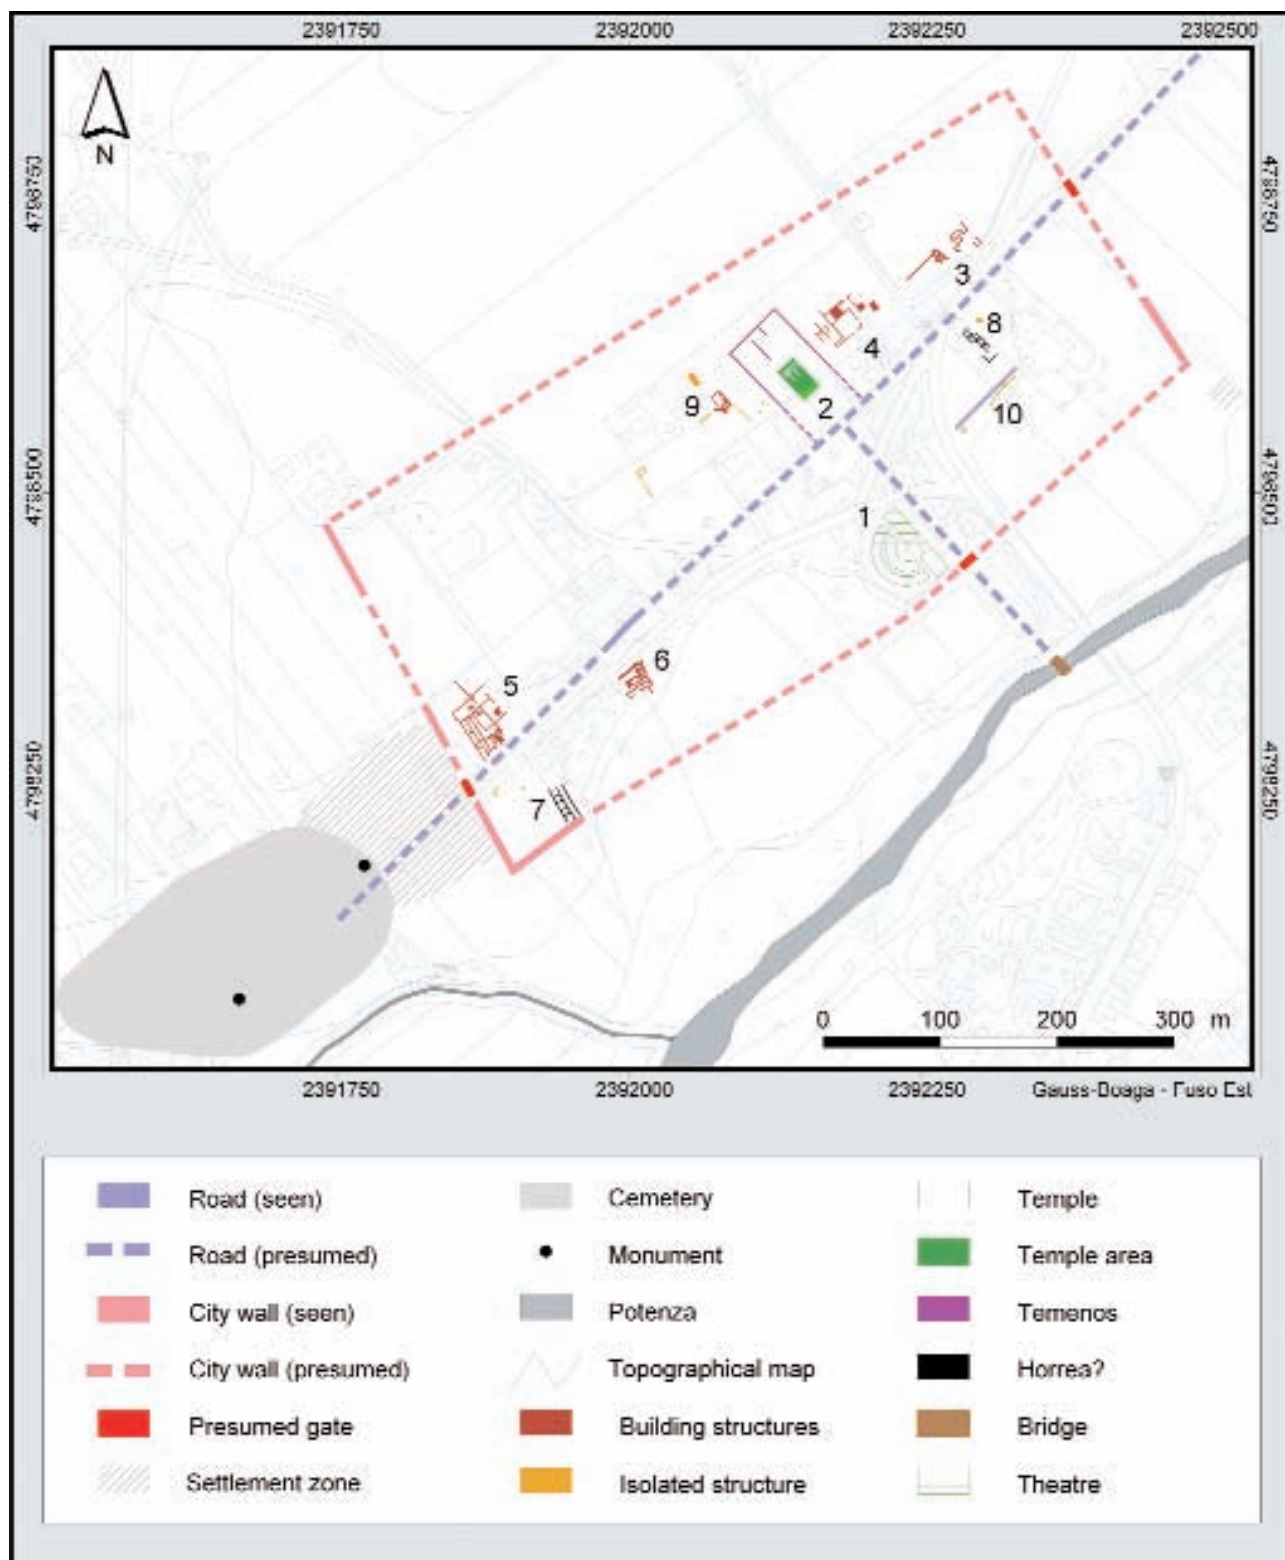 2391750 2392000 2392250 2392500
N
4798750 4798750
3
8
4
9
2
10
4798500 4798500
1
6
5
4798250 4798250
7
0 100 200 300 m
2391750 2392000 2392250 Gauss-Boaga - Fuso Est
Road (seen) Cemetery Temple
Road (presumed) Monument Temple area
City wall (seen) Potenza Temenos
City wall (presumed) Topographical map Horrea?
Presumed gate Building structures Bridge
Settlement zone Isolated structure Theatre